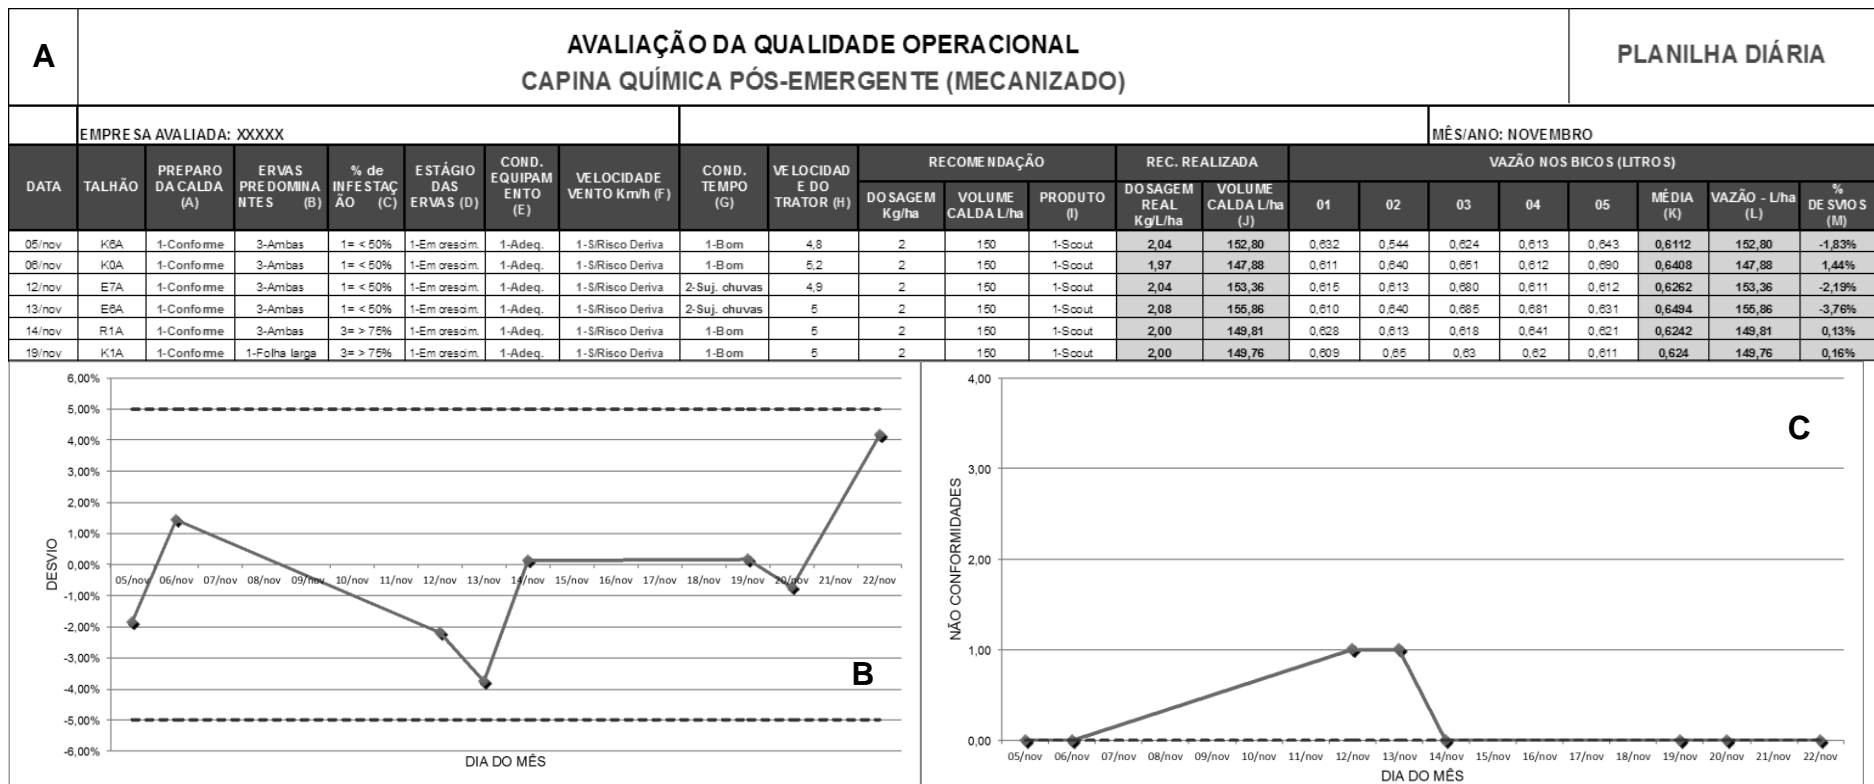 A
AVALIAÇÃO DA QUALIDADE OPERACIONAL
CAPINA QUÍMICA PÓS-EMERGENTE (MECANIZADO)
PLANILHA DIÁRIA
EMPRESA AVALIADA: XXXXX
MÊS/ANO: NOVEMBRO
DATA
TALHÃO
PREPARO
DA CALDA
(A)
ERVAS
PREDOMINA
NTES (B)
% de
INFESTAÇ
ÃO (C)
ESTÁGIO
DAS
ERVAS (D)
COND.
EQUIPAM
ENTO
(E)
VELOCIDADE
VENTO Km/h (F)
COND.
TEMPO
(G)
VELOCIDAD
E DO
TRATOR (H)
RECOMENDAÇÃO
DOSAGEM
Kg/ha
VOLUME
CALDA L/ha
PRODUTO
(I)
REC. REALIZADA
DOSAGEM
REAL
Kg/L/ha
VOLUME
CALDA L/ha
(J)
VAZÃO NOS BICOS (LITROS)
01 02 03 04 05
MÉDIA
(K)
VAZÃO - L/ha
(L)
%
DESVIOS
(M)
05/nov K6A 1-Conforme 3-Ambas 1= < 50% 1-Em crescim. 1-Adeq. 1-S/Risco Deriva 1-Bom 4,8 2 150 1-Scout 2,04 152,80 0,632 0,544 0,624 0,613 0,643 0,6112 152,80 -1,83%
06/nov K0A 1-Conforme 3-Ambas 1= < 50% 1-Em crescim. 1-Adeq. 1-S/Risco Deriva 1-Bom 5,2 2 150 1-Scout 1,97 147,88 0,611 0,640 0,651 0,612 0,690 0,6408 147,88 1,44%
12/nov E7A 1-Conforme 3-Ambas 1= < 50% 1-Em crescim. 1-Adeq. 1-S/Risco Deriva 2-Suj. chuvas 4,9 2 150 1-Scout 2,04 153,36 0,615 0,613 0,680 0,611 0,612 0,6262 153,36 -2,19%
13/nov E6A 1-Conforme 3-Ambas 1= < 50% 1-Em crescim. 1-Adeq. 1-S/Risco Deriva 2-Suj. chuvas 5 2 150 1-Scout 2,08 155,86 0,610 0,640 0,685 0,681 0,631 0,6494 155,86 -3,76%
14/nov R1A 1-Conforme 3-Ambas 3= > 75% 1-Em crescim. 1-Adeq. 1-S/Risco Deriva 1-Bom 5 2 150 1-Scout 2,00 149,81 0,628 0,613 0,618 0,641 0,621 0,6242 149,81 0,13%
19/nov K1A 1-Conforme 1-Folha larga 3= > 75% 1-Em crescim. 1-Adeq. 1-S/Risco Deriva 1-Bom 5 2 150 1-Scout 2,00 149,76 0,609 0,65 0,63 0,62 0,611 0,624 149,76 0,16%
6,00%
5,00%
4,00%
3,00%
2,00%
1,00%
0,00%
-1,00%
-2,00%
-3,00%
-4,00%
-5,00%
-6,00%
DESVIO
05/nov 06/nov 07/nov 08/nov 09/nov 10/nov 11/nov 12/nov 13/nov 14/nov 15/nov 16/nov 17/nov 18/nov 19/nov 20/nov 21/nov 22/nov
B
DIA DO MÊS
4,00
3,00
2,00
1,00
0,00
NÃO CONFORMIDADES
C
05/nov 06/nov 07/nov 08/nov 09/nov 10/nov 11/nov 12/nov 13/nov 14/nov 15/nov 16/nov 17/nov 18/nov 19/nov 20/nov 21/nov 22/nov
DIA DO MÊS